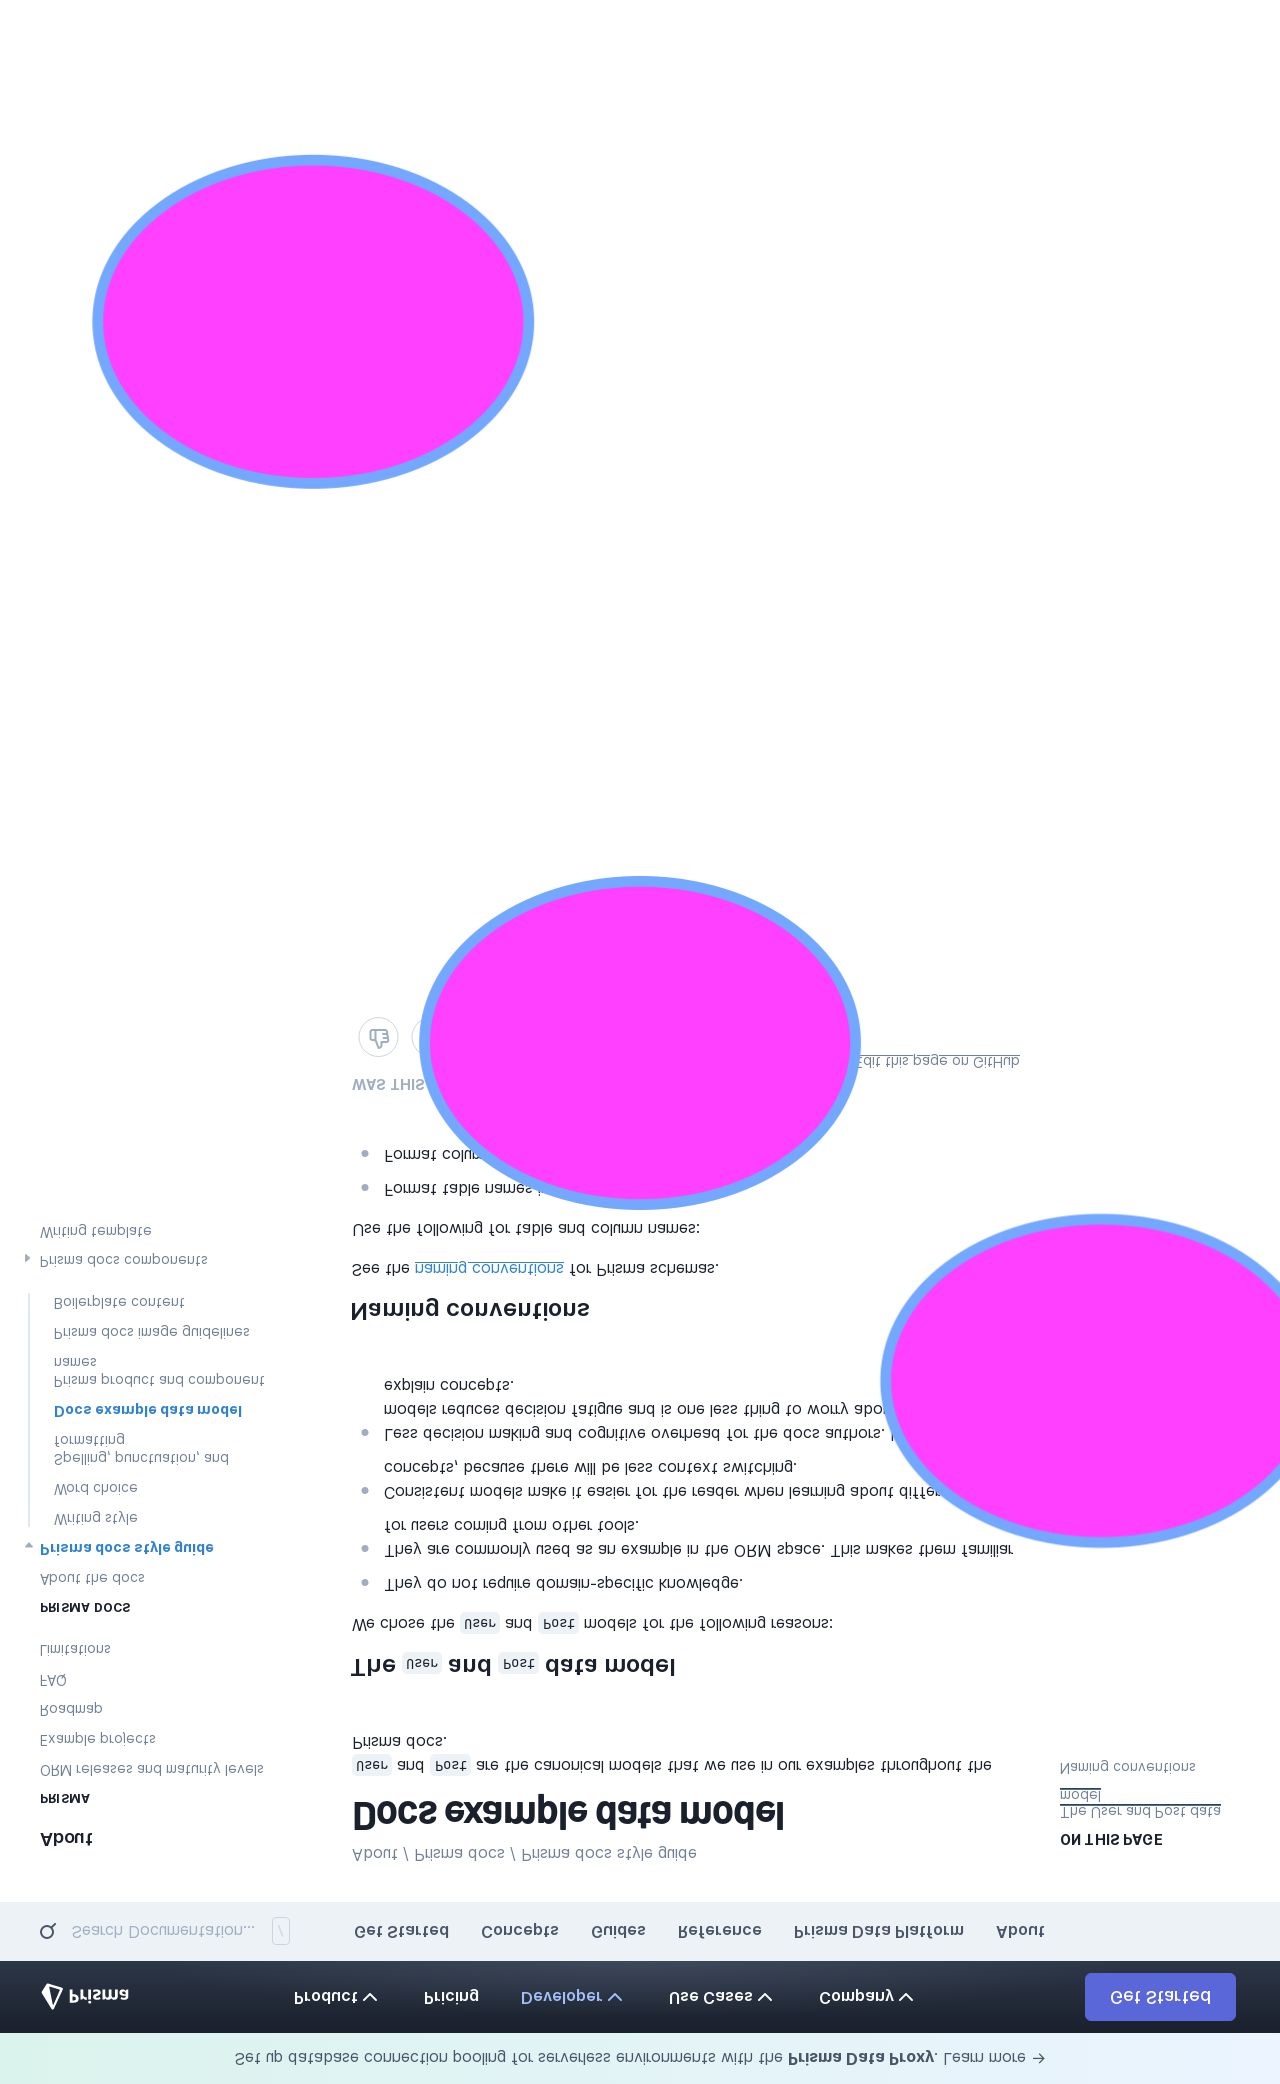 Set up database connection pooling for serverless environments with the Prisma Data Proxy. Learn more →
Prisma
Product
Pricing
Developer
Use Cases
Company
Get Started
Search Documentation...
/
Get Started
Concepts
Guides
Reference
Prisma Data Platform
About
About
PRISMA
ORM releases and maturity levels
Example projects
Roadmap
FAQ
Limitations
PRISMA DOCS
About the docs
Prisma docs style guide
Writing style
Word choice
Spelling, punctuation, and
formatting
Docs example data model
Prisma product and component
names
Prisma docs image guidelines
Boilerplate content
Prisma docs components
Writing template
About / Prisma docs / Prisma docs style guide
Docs example data model
User and Post are the canonical models that we use in our examples throughout the
Prisma docs.
The User and Post data model
We chose the User and Post models for the following reasons:
They do not require domain-specific knowledge.
They are commonly used as an example in the ORM space. This makes them familiar
for users coming from other tools.
Consistent models make it easier for the reader when learning about
concepts, because there will be less context switching.
Less decision making and cognitive overhead for the docs authors.
models reduces decision fatigue and is one less thing to worry
explain concepts.
Naming conventions
See the naming conventions for Prisma schemas.
Use the following for table and column names:
Format table names
Format
WAS THIS
Edit this page on GitHub
ON THIS PAGE
The User and Post data
model
Naming conventions